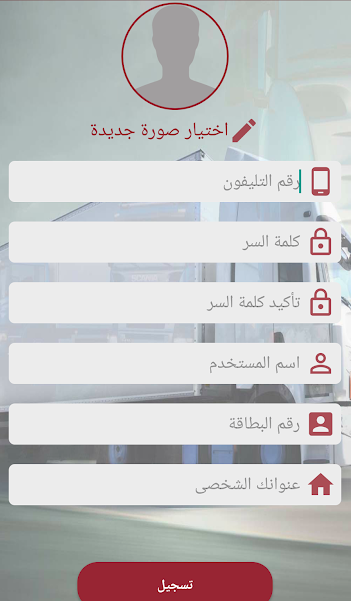 اختيار صورة جديدة
رقم التليفون
كلمة السر
تأكيد كلمة السر
اسم المستخدم
رقم البطاقة
عنوانك الشخصى
تسجيل